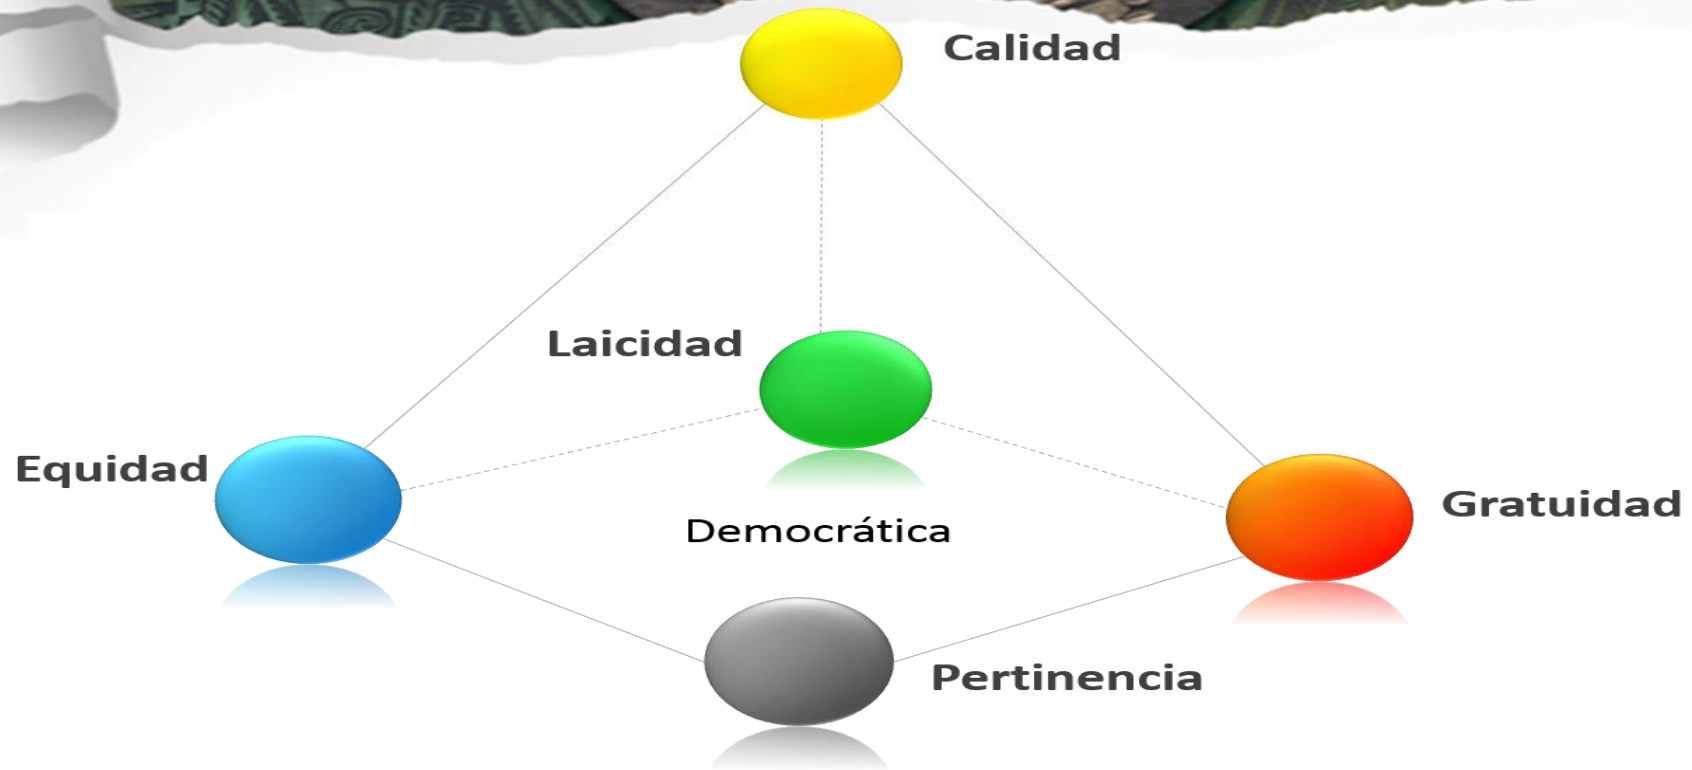 Calidad
Laicidad
Equidad
Gratuidad
Democrática
Pertinencia